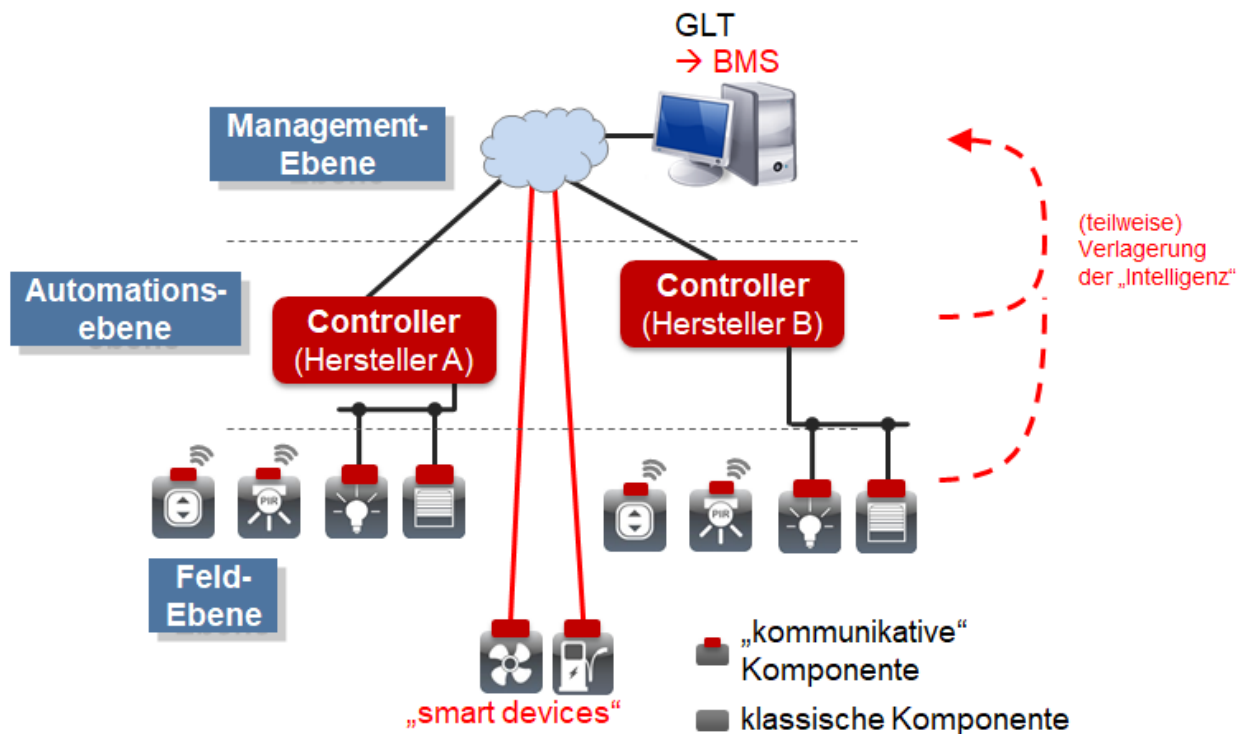 GLT
→ BMS
Management-
Ebene
(teilweise)
Verlagerung
der „Intelligenz“
Automations-
ebene
Controller
(Hersteller A)
Controller
(Hersteller B)
PIR
PIR
Feld-
Ebene
„smart devices“
„kommunikative“
Komponente
klassische Komponente